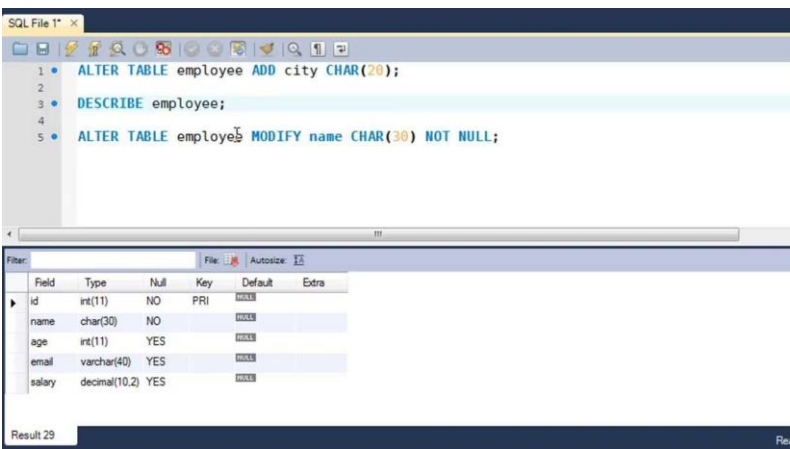 SQL File 1* ×
1 ALTER TABLE employee ADD city CHAR(20);
2
3 DESCRIBE employee;
4
5 ALTER TABLE employee MODIFY name CHAR(30) NOT NULL;
Filter: File: Autosize:
Field Type Null Key Default Extra
id int(11) NO PRI NULL
name char(30) NO NULL
age int(11) YES NULL
email varchar(40) YES NULL
salary decimal(10,2) YES NULL
Result 29